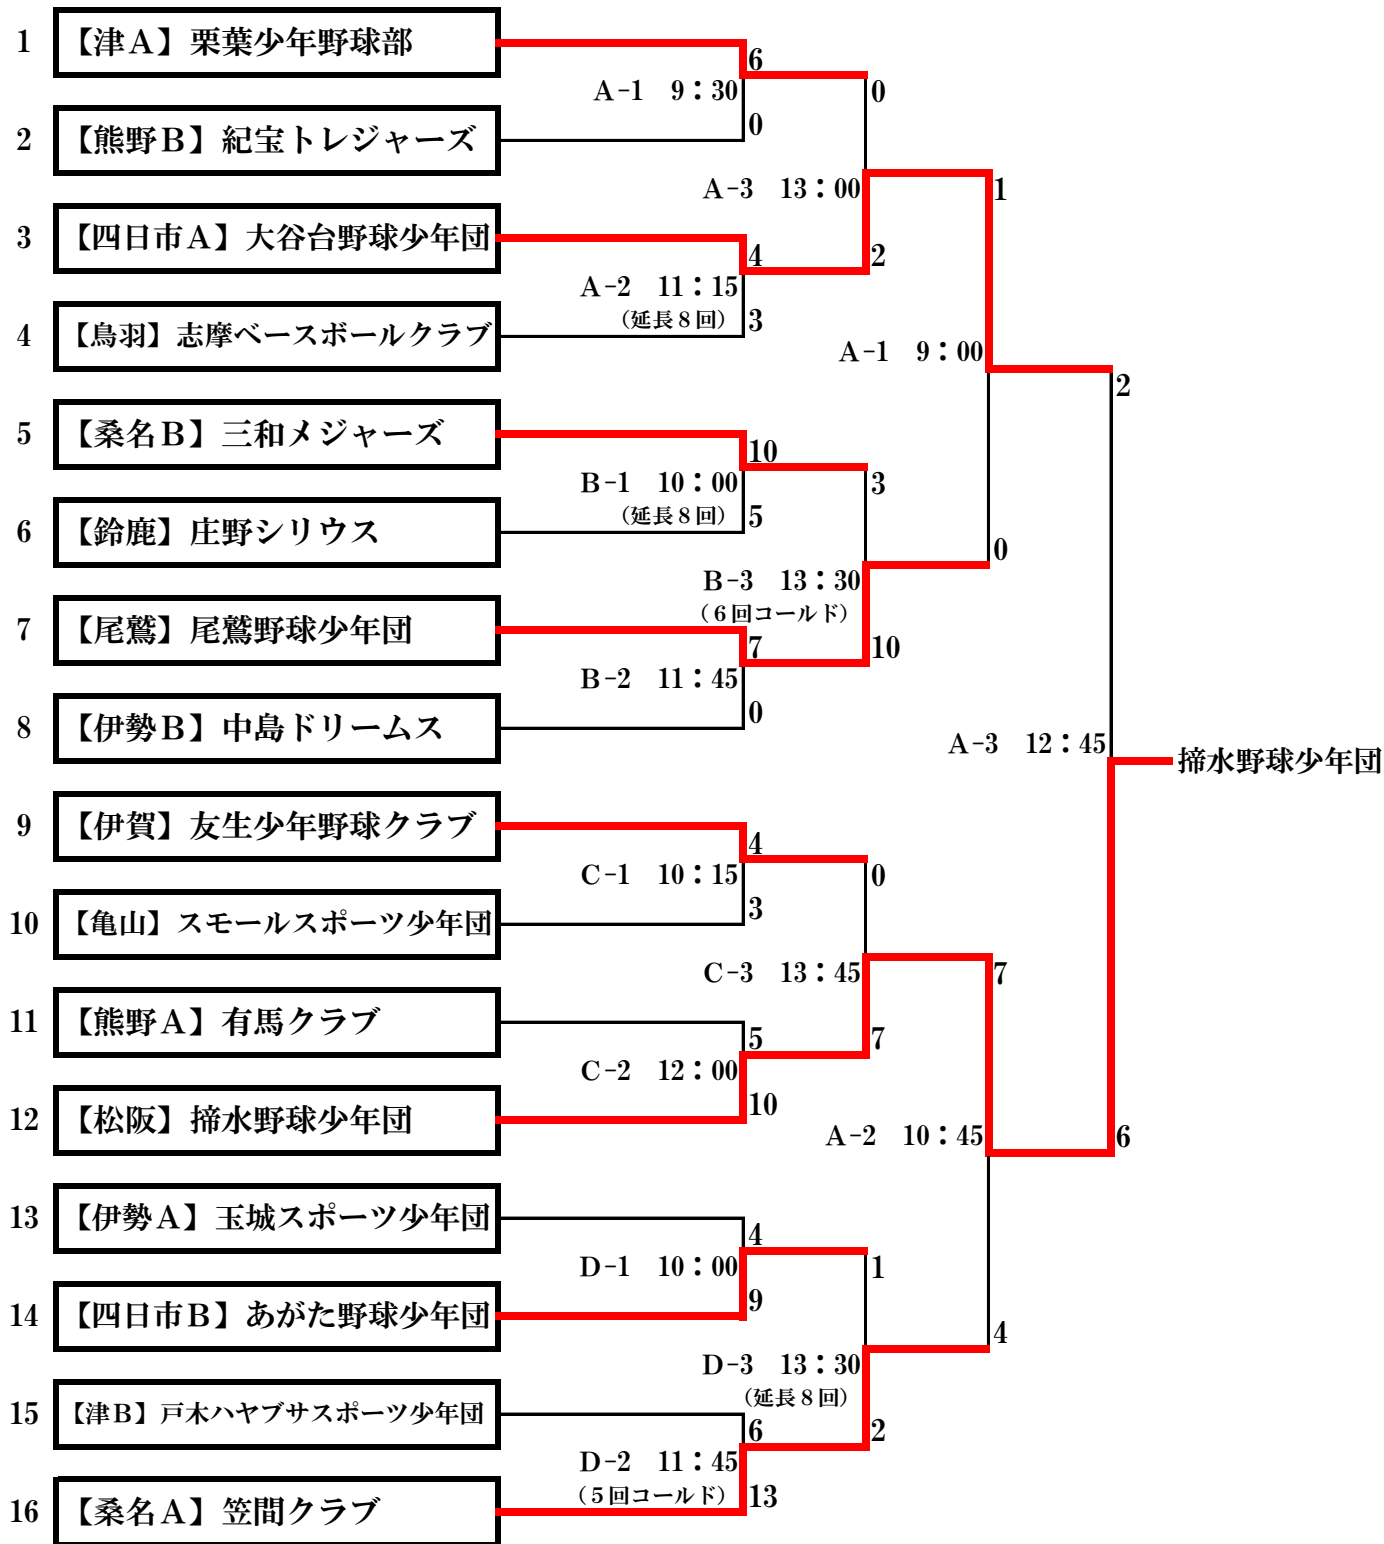 1 【津Ａ】栗葉少年野球部
6
A-1 9：30
0
0
2 【熊野Ｂ】紀宝トレジャーズ
A-3 13：00
1
3 【四日市Ａ】大谷台野球少年団
4
2
A-2 11：15
（延長８回）
3
4 【鳥羽】志摩ベースボールクラブ
A-1 9：00
2
5 【桑名Ｂ】三和メジャーズ
10
B-1 10：00
3
（延長８回）
5
6 【鈴鹿】庄野シリウス
0
B-3 13：30
（６回コールド）
7 【尾鷲】尾鷲野球少年団
7
10
B-2 11：45
0
8 【伊勢Ｂ】中島ドリームス
A-3 12：45
揥水野球少年団
9 【伊賀】友生少年野球クラブ
4
C-1 10：15
0
3
10 【亀山】スモールスポーツ少年団
C-3 13：45
7
11 【熊野Ａ】有馬クラブ
5
7
C-2 12：00
10
12 【松阪】揥水野球少年団
A-2 10：45
6
13 【伊勢Ａ】玉城スポーツ少年団
4
D-1 10：00
1
9
14 【四日市Ｂ】あがた野球少年団
4
D-3 13：30
（延長８回）
15 【津Ｂ】戸木ハヤブサスポーツ少年団
6
2
D-2 11：45
（５回コールド）
13
16 【桑名Ａ】笠間クラブ